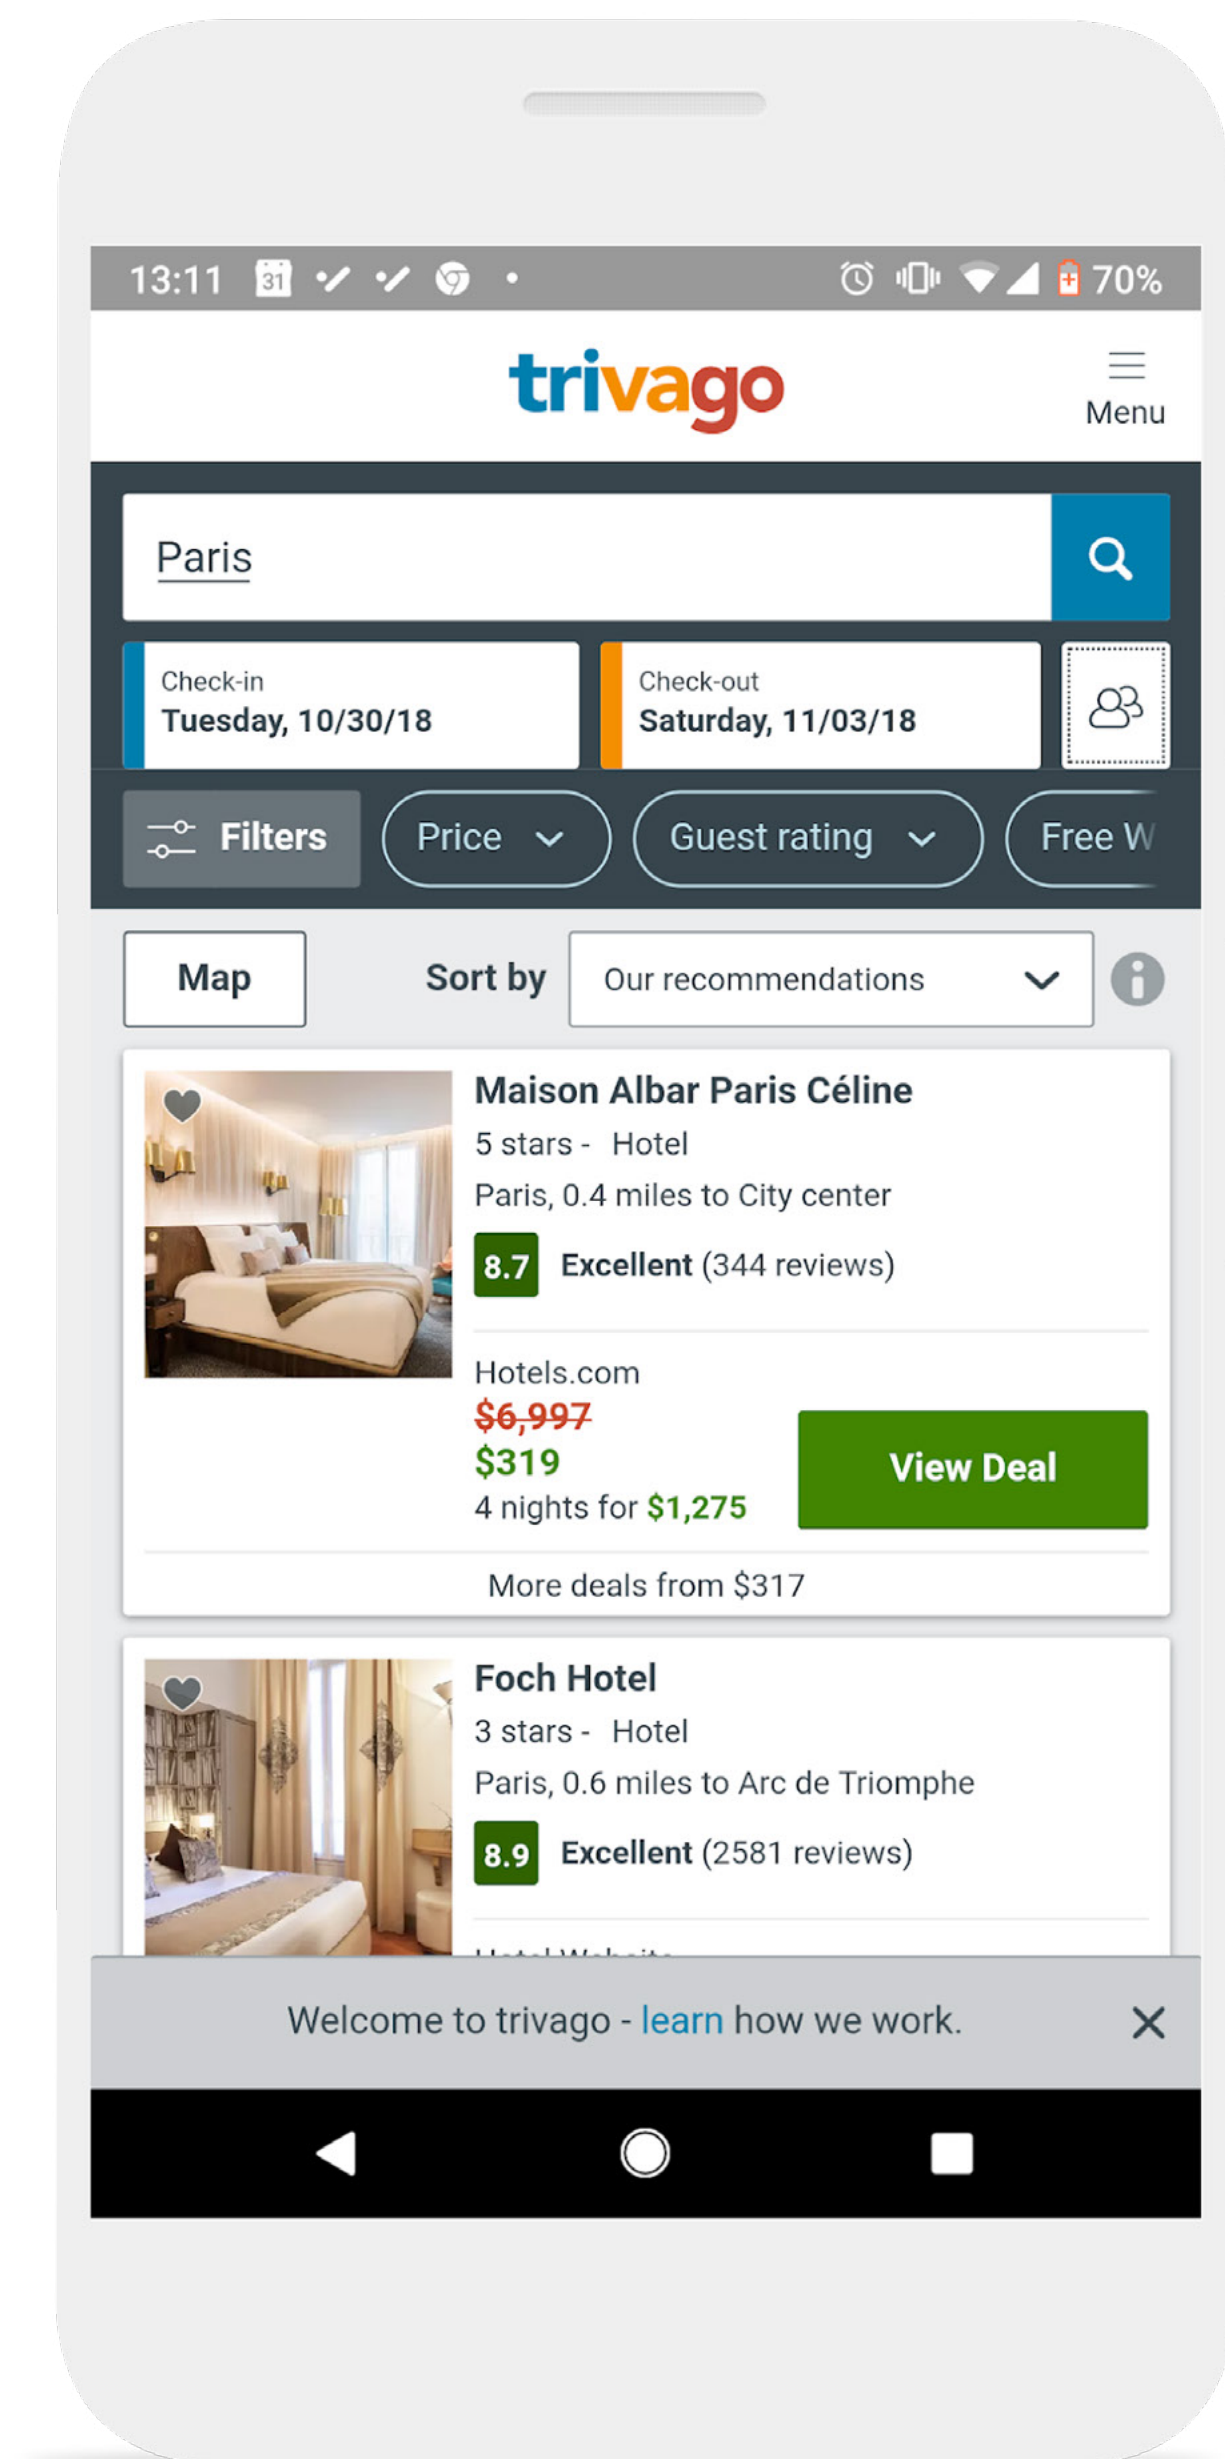 13:11 31 70%
trivago
Menu
Paris
Check-in
Tuesday, 10/30/18
Check-out
Saturday, 11/03/18
Filters Price Guest rating Free W
Map Sort by Our recommendations
Maison Albar Paris Céline
5 stars - Hotel
Paris, 0.4 miles to City center
8.7 Excellent (344 reviews)
Hotels.com
$6,997
$319
View Deal
4 nights for $1,275
More deals from $317
Foch Hotel
3 stars - Hotel
Paris, 0.6 miles to Arc de Triomphe
8.9 Excellent (2581 reviews)
Hotel Website
Welcome to trivago - learn how we work.